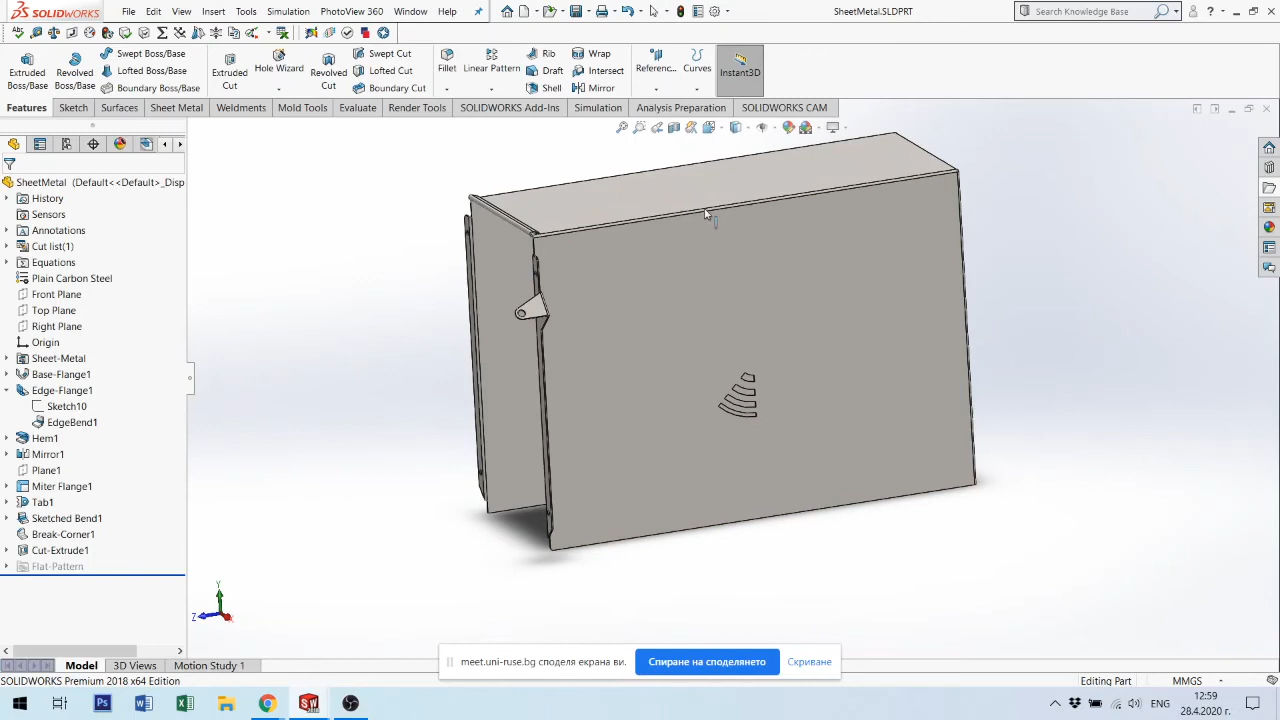 SOLIDWORKS File Edit View Insert Tools Simulation PhotoView 360 Window Help SheetMetal.SLDPRT Search Knowledge Base
Extruded Boss/Base
Revolved Boss/Base
Swept Boss/Base
Lofted Boss/Base
Boundary Boss/Base
Extruded Cut
Hole Wizard
Revolved Cut
Swept Cut
Lofted Cut
Boundary Cut
Fillet
Linear Pattern
Rib
Draft
Shell
Wrap
Intersect
Mirror
Referenc...
Curves
Instant3D
Features Sketch Surfaces Sheet Metal Weldments Mold Tools Evaluate Render Tools SOLIDWORKS Add-Ins Simulation Analysis Preparation SOLIDWORKS CAM
SheetMetal (Default<<Default>_Disp
History
Sensors
Annotations
Cut list(1)
Equations
Plain Carbon Steel
Front Plane
Top Plane
Right Plane
Origin
Sheet-Metal
Base-Flange1
Edge-Flange1
Sketch10
EdgeBend1
Hem1
Mirror1
Plane1
Miter Flange1
Tab1
Sketched Bend1
Break-Corner1
Cut-Extrude1
Flat-Pattern
Y
Z
X
meet.uni-ruse.bg споделя екрана ви. Спиране на споделянето Скриване
Model 3D Views Motion Study 1
SOLIDWORKS Premium 2018 x64 Edition Editing Part MMGS
ENG 12:59
28.4.2020 г.